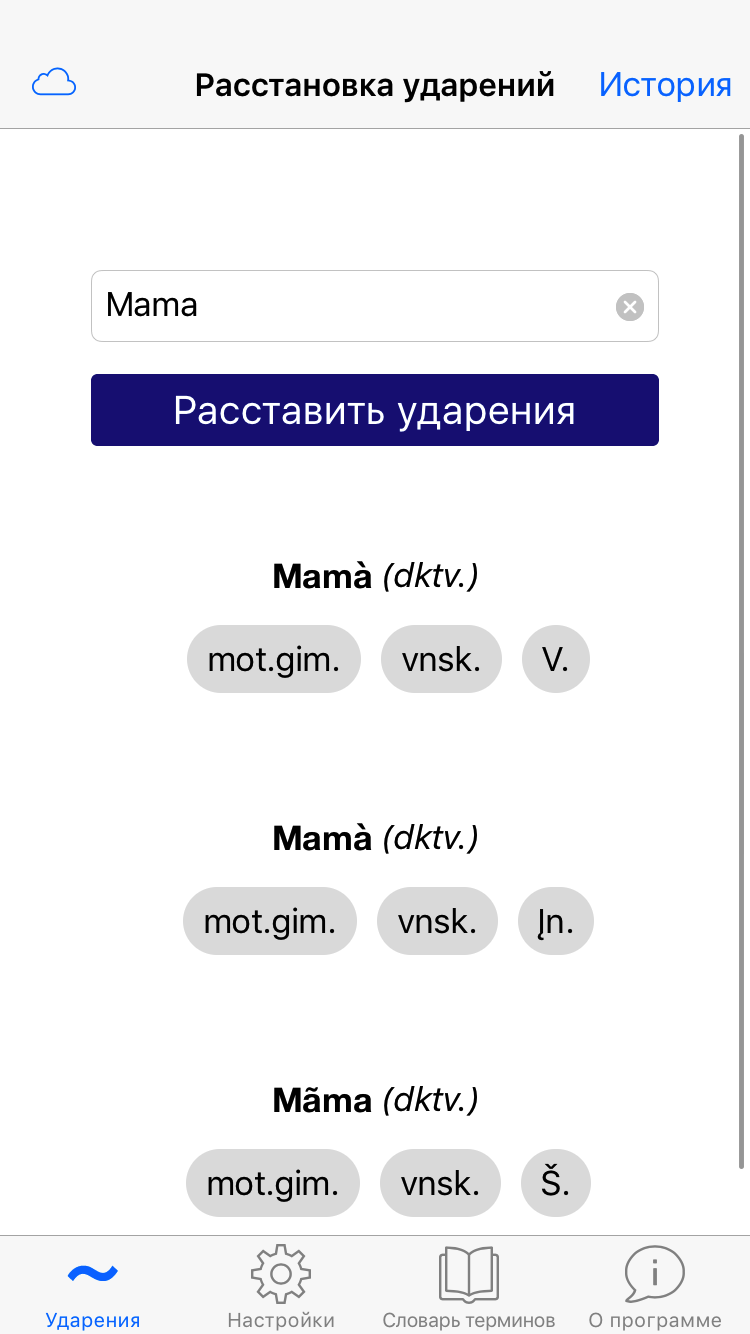 Расстановка ударений История
Mama
Расставить ударения
Mamà (dktv.)
mot.gim. vnsk. V.
Mamà (dktv.)
mot.gim. vnsk. Įn.
Mãma (dktv.)
mot.gim. vnsk. Š.
Ударения Настройки Словарь терминов О программе